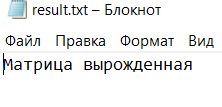 result.txt – Блокнот
Файл Правка Формат Вид
Матрица вырожденная